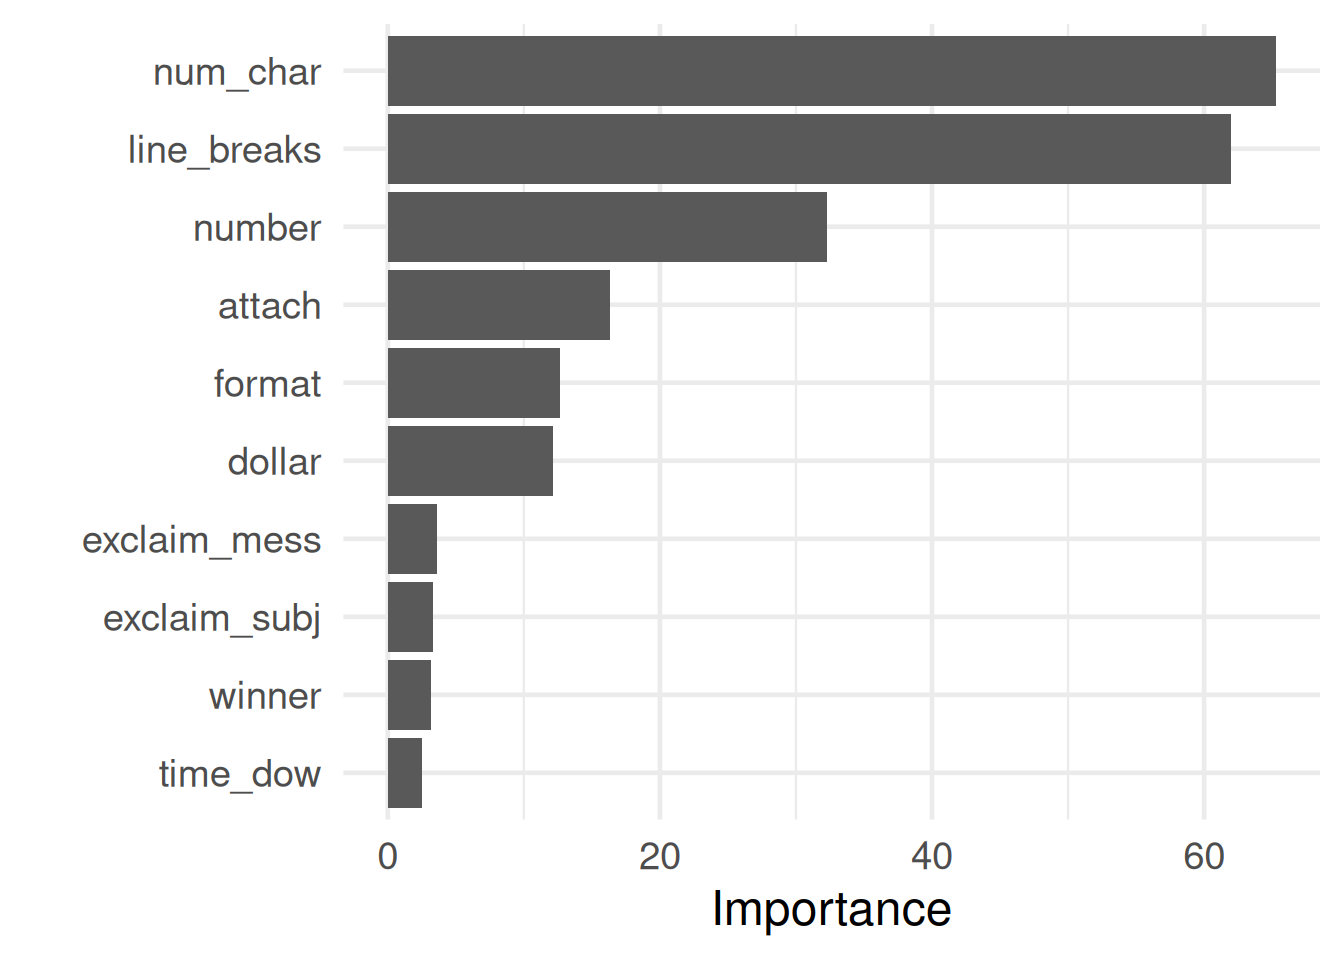 num_char
line_breaks
number
attach
format
dollar
exclaim_mess
exclaim_subj
winner
time_dow
0 20 40 60
Importance